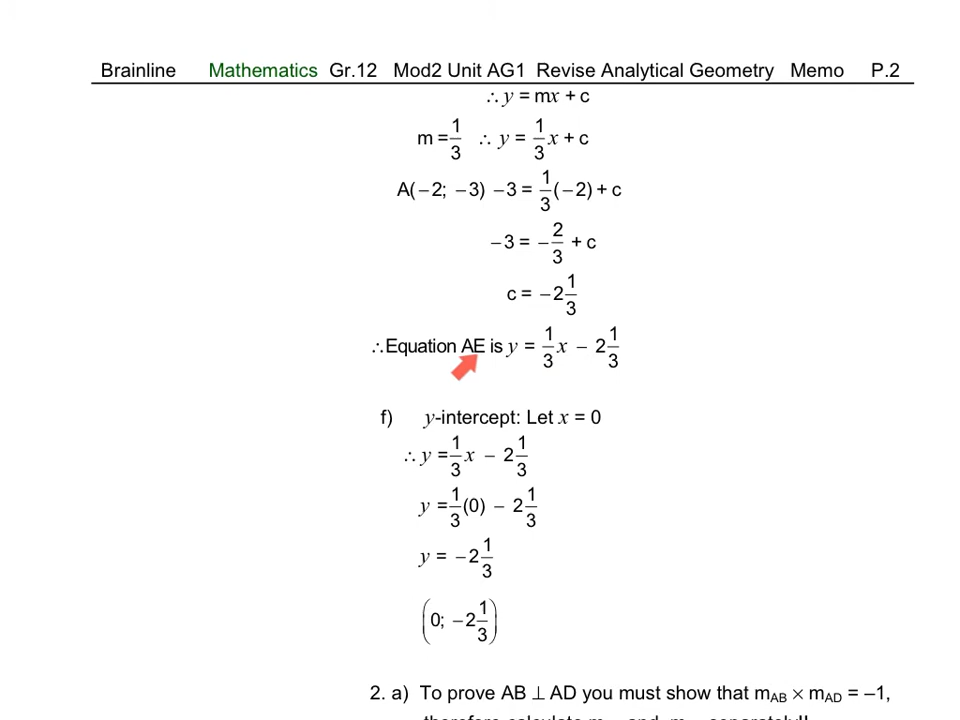 Brainline Mathematics Gr.12 Mod2 Unit AG1 Revise Analytical Geometry Memo P.2
∴ y = mx + c
m = 1/3 ∴ y = 1/3 x + c
A(−2; −3) −3 = 1/3 (−2) + c
−3 = −2/3 + c
c = −2 1/3
∴Equation AE is y = 1/3 x − 2 1/3
f) y-intercept: Let x = 0
∴ y = 1/3 x − 2 1/3
y = 1/3 (0) − 2 1/3
y = −2 1/3
(0; −2 1/3)
2. a) To prove AB ⊥ AD you must show that mAB × mAD = –1,